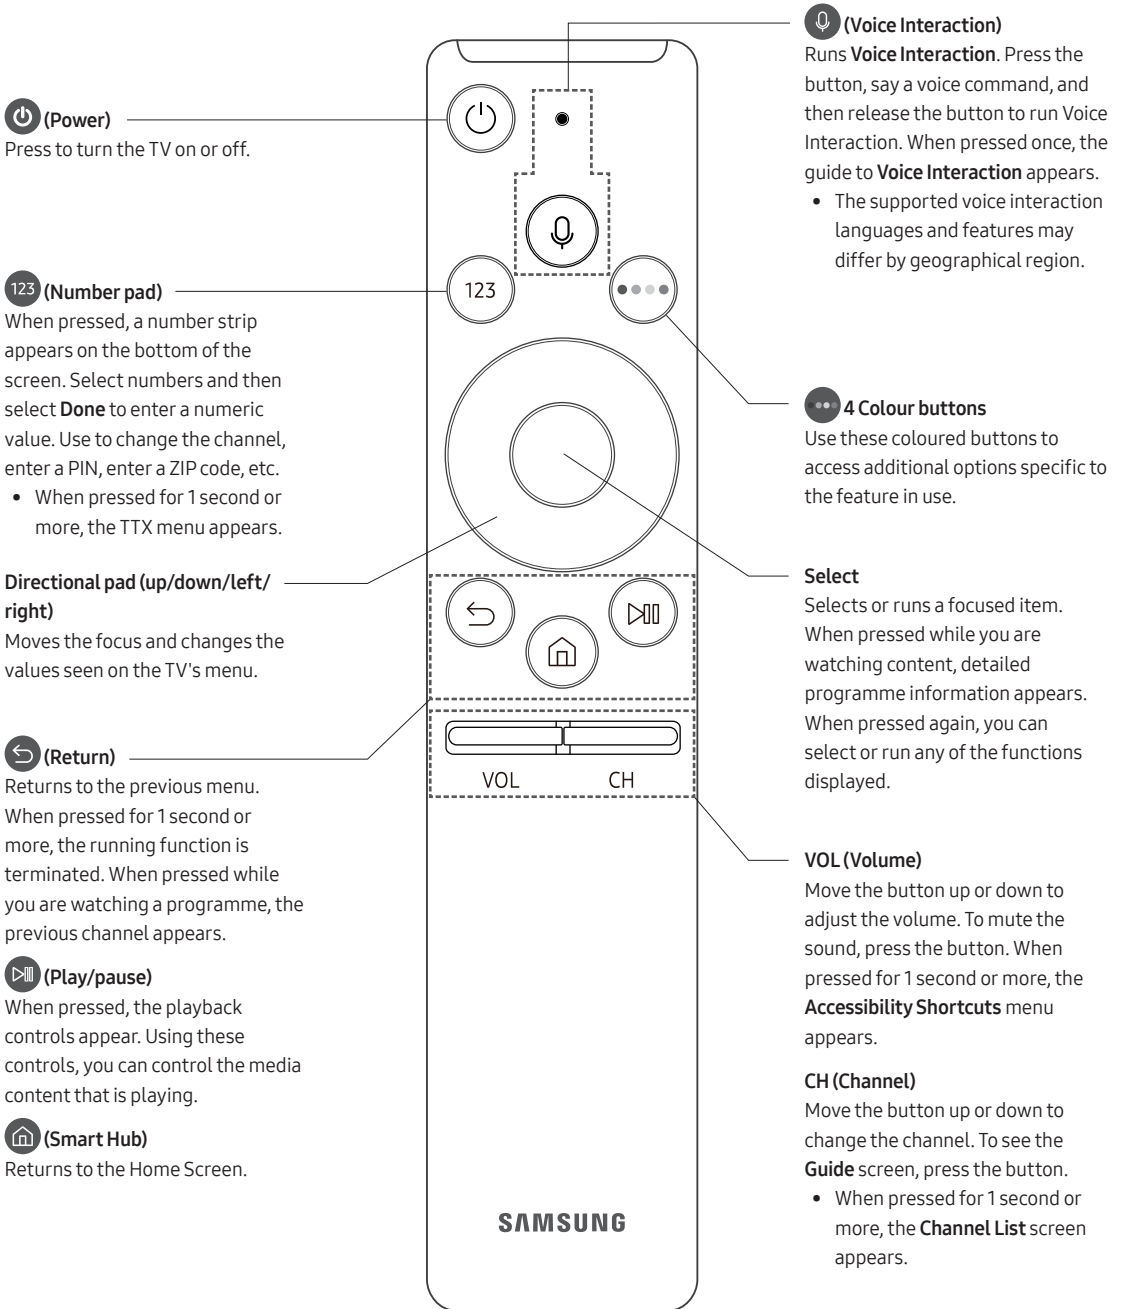 (Power)
Press to turn the TV on or off.
123 (Number pad)
When pressed, a number strip
appears on the bottom of the
screen. Select numbers and then
select Done to enter a numeric
value. Use to change the channel,
enter a PIN, enter a ZIP code, etc.
• When pressed for 1 second or
more, the TTX menu appears.
Directional pad (up/down/left/
right)
Moves the focus and changes the
values seen on the TV's menu.
(Return)
Returns to the previous menu.
When pressed for 1 second or
more, the running function is
terminated. When pressed while
you are watching a programme, the
previous channel appears.
(Play/pause)
When pressed, the playback
controls appear. Using these
controls, you can control the media
content that is playing.
(Smart Hub)
Returns to the Home Screen.
123
VOL
CH
SAMSUNG
(Voice Interaction)
Runs Voice Interaction. Press the
button, say a voice command, and
then release the button to run Voice
Interaction. When pressed once, the
guide to Voice Interaction appears.
• The supported voice interaction
languages and features may
differ by geographical region.
4 Colour buttons
Use these coloured buttons to
access additional options specific to
the feature in use.
Select
Selects or runs a focused item.
When pressed while you are
watching content, detailed
programme information appears.
When pressed again, you can
select or run any of the functions
displayed.
VOL (Volume)
Move the button up or down to
adjust the volume. To mute the
sound, press the button. When
pressed for 1 second or more, the
Accessibility Shortcuts menu
appears.
CH (Channel)
Move the button up or down to
change the channel. To see the
Guide screen, press the button.
• When pressed for 1 second or
more, the Channel List screen
appears.